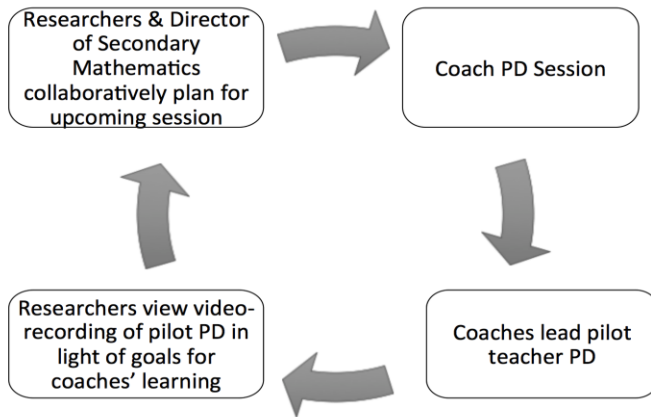 Researchers & Director
of Secondary
Mathematics
collaboratively plan for
upcoming session
Coach PD Session
Coaches lead pilot
teacher PD
Researchers view video-
recording of pilot PD in
light of goals for
coaches’ learning